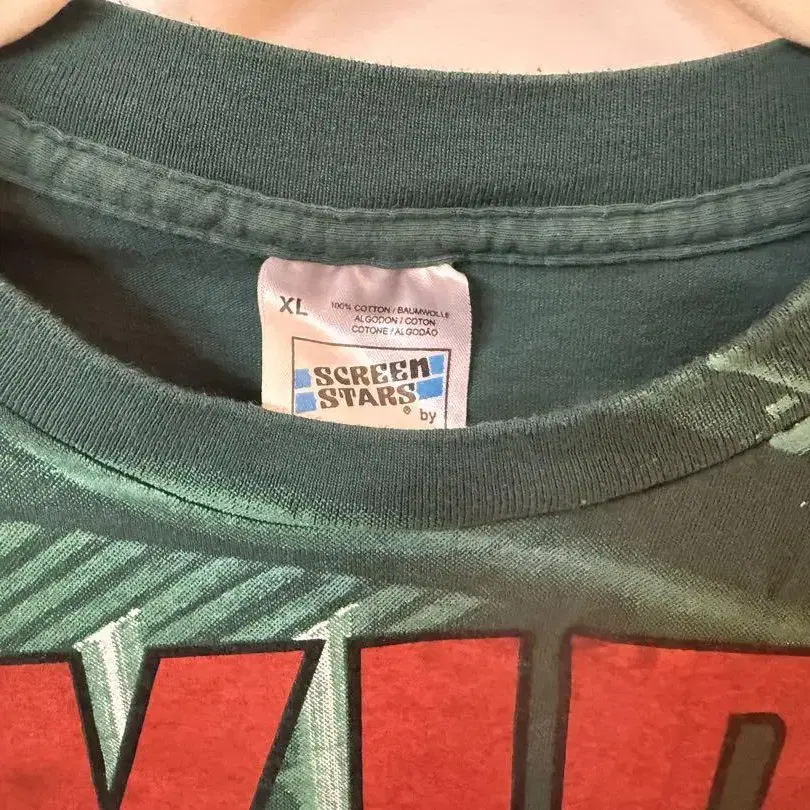 XL
100% COTTON / BAUMWOLLE
ALGODON / COTON
COTONE / ALGODÃO
SCREEN
STARS®
by